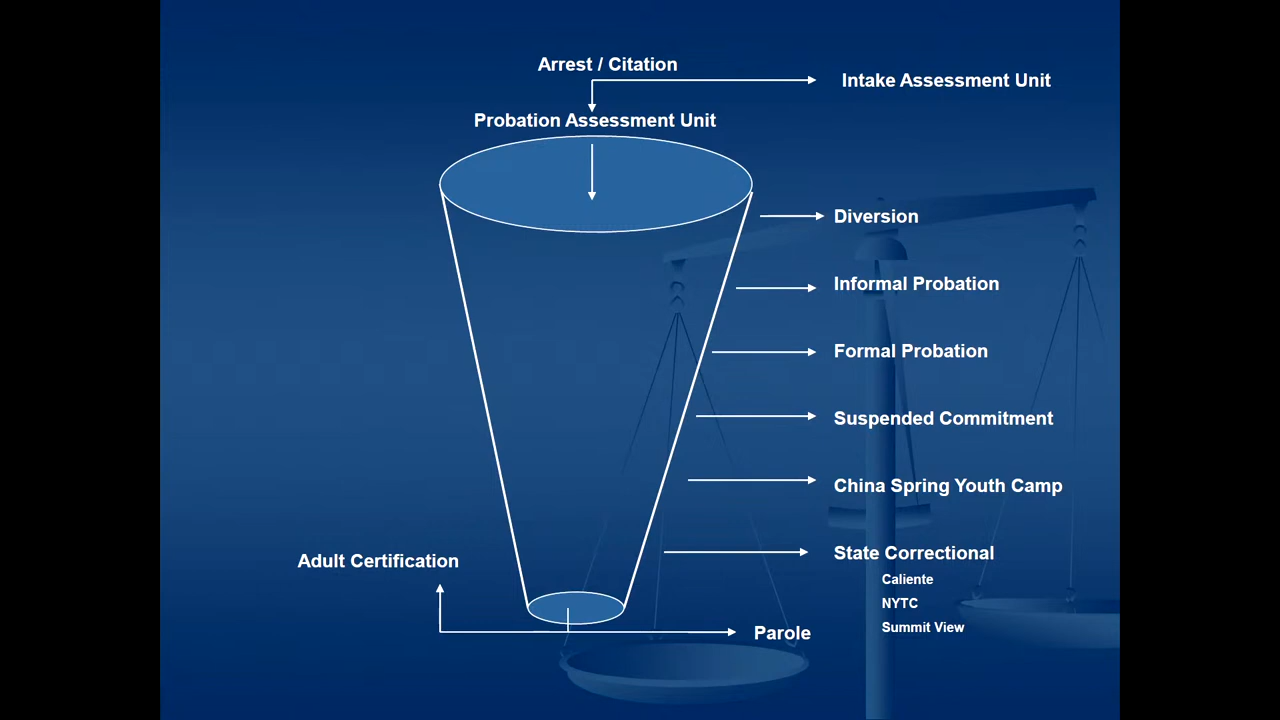 Arrest / Citation
Intake Assessment Unit
Probation Assessment Unit
Diversion
Informal Probation
Formal Probation
Suspended Commitment
China Spring Youth Camp
State Correctional
Caliente
NYTC
Summit View
Adult Certification
Parole